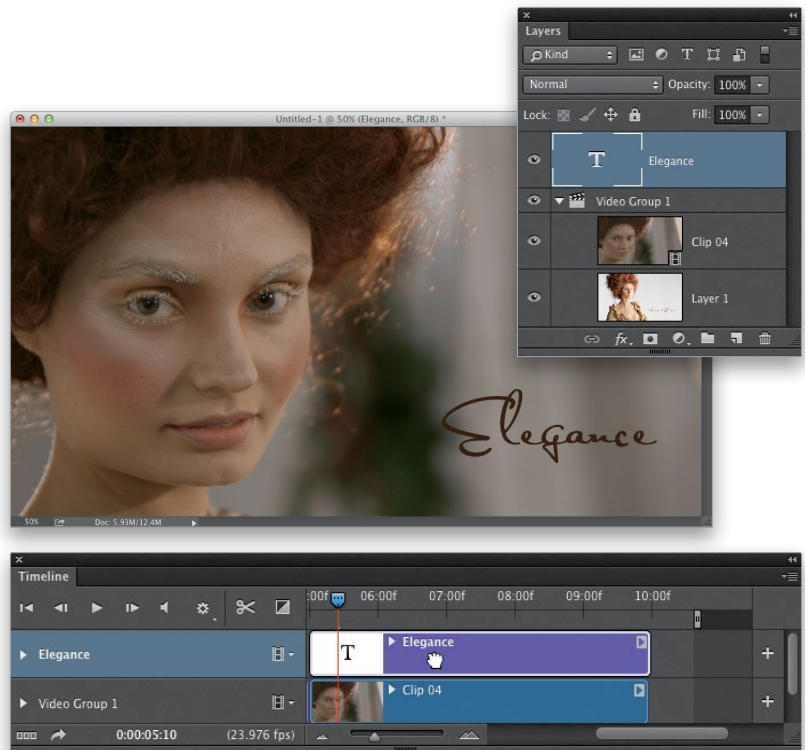 Layers
Kind
Normal Opacity: 100%
Lock: Fill: 100%
T Elegance
Video Group 1
Clip 04
Layer 1
fx
Untitled-1 @ 50% (Elegance, RGB/8) *
Elegance
50% Doc: 5.93M/12.4M
Timeline
:00f 06:00f 07:00f 08:00f 09:00f 10:00f
Elegance T Elegance
Video Group 1 Clip 04
0:00:05:10 (23.976 fps)